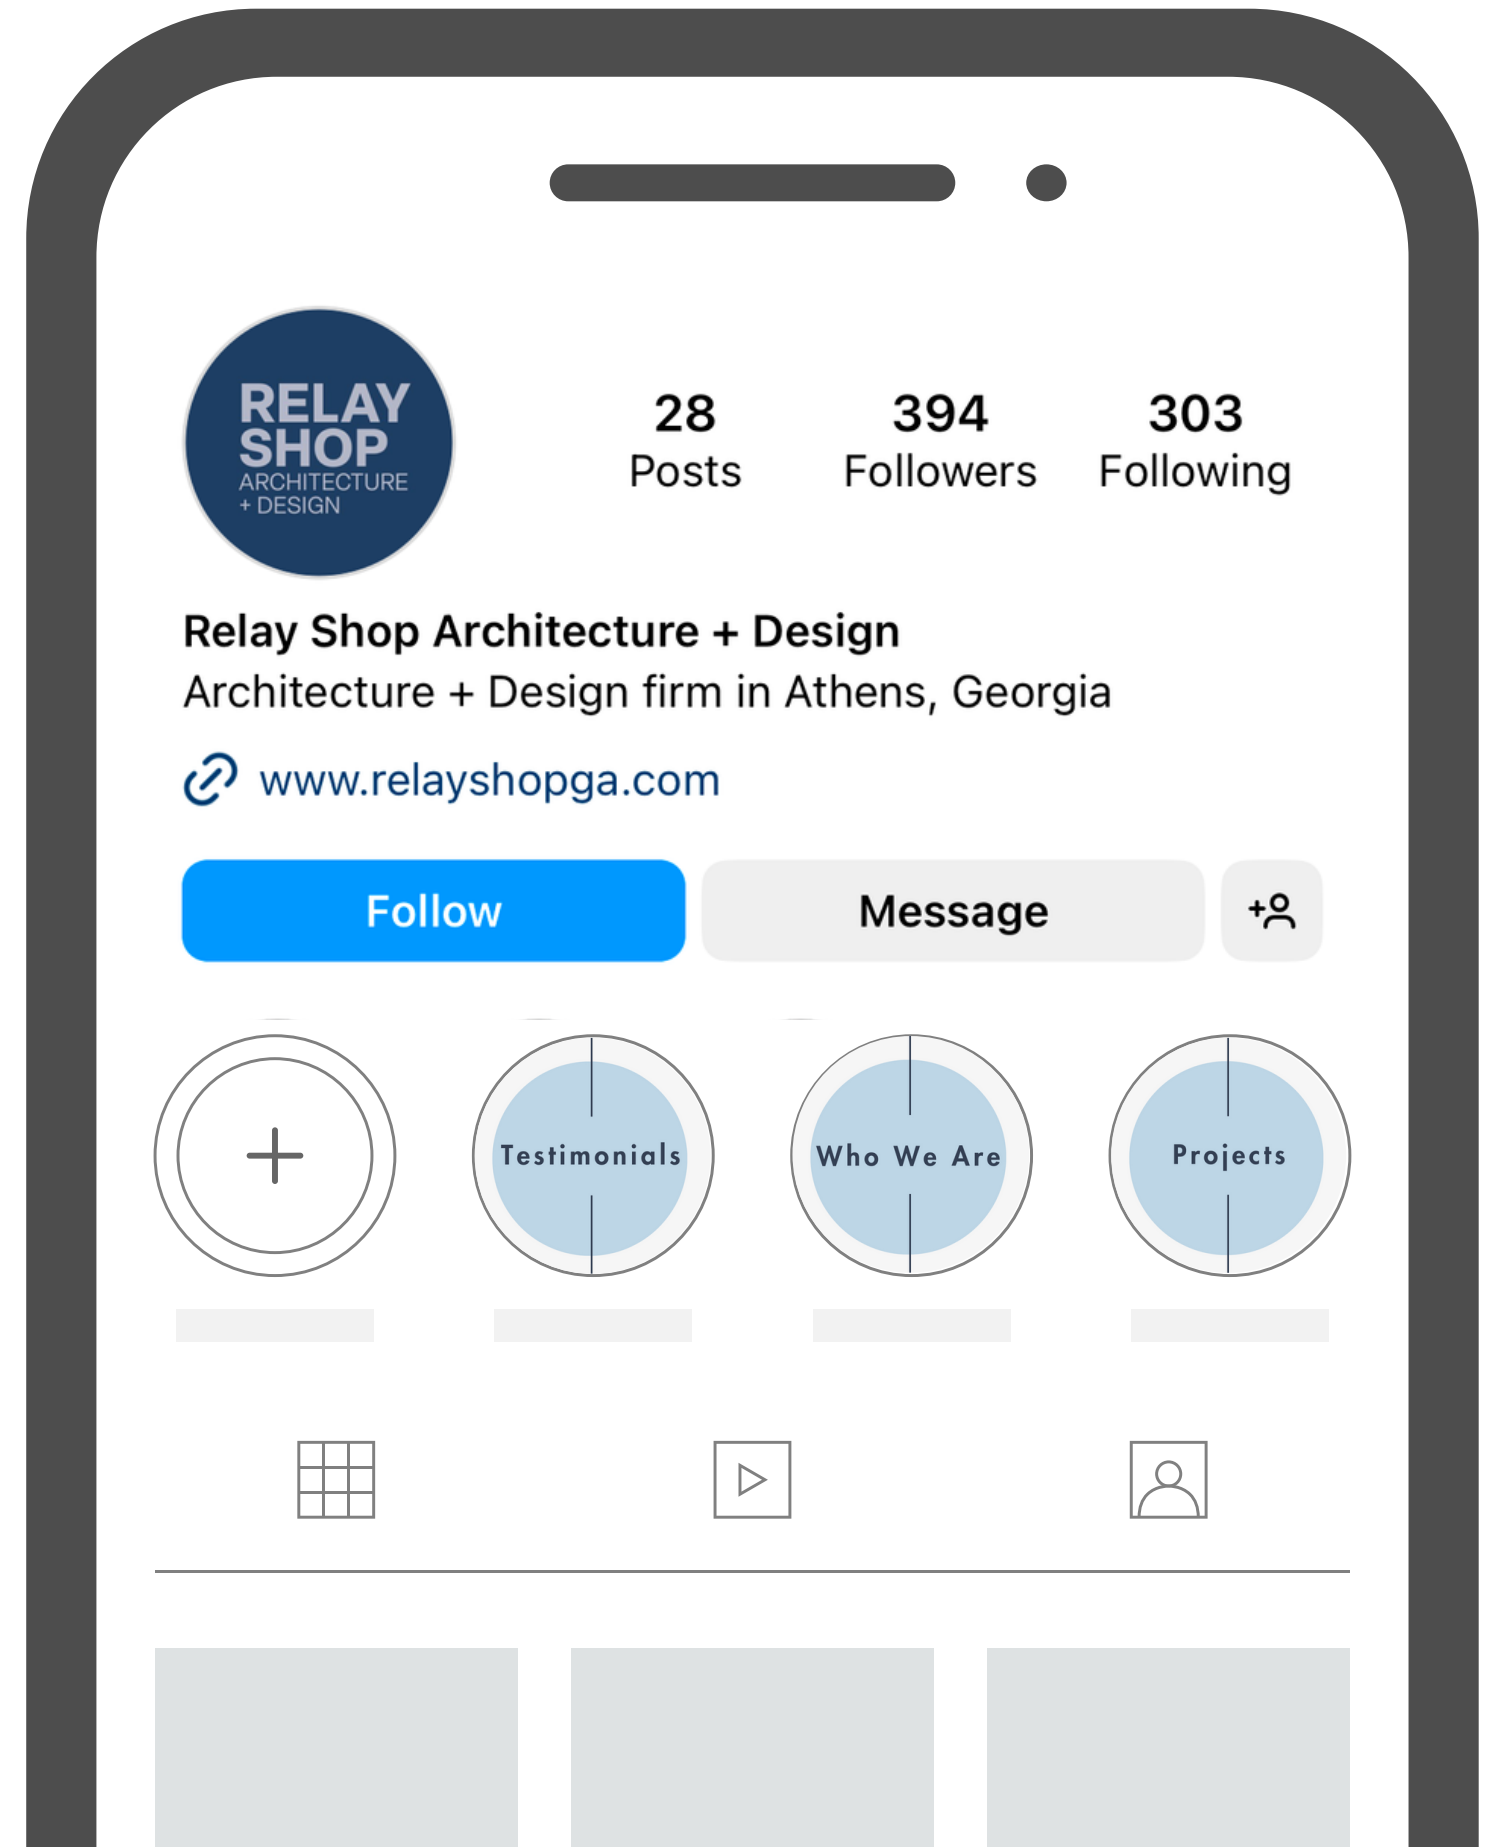 RELAY
SHOP
ARCHITECTURE
+ DESIGN
28
Posts
394
Followers
303
Following
Relay Shop Architecture + Design
Architecture + Design firm in Athens, Georgia
www.relayshopga.com
Follow
Message
Testimonials
Who We Are
Projects